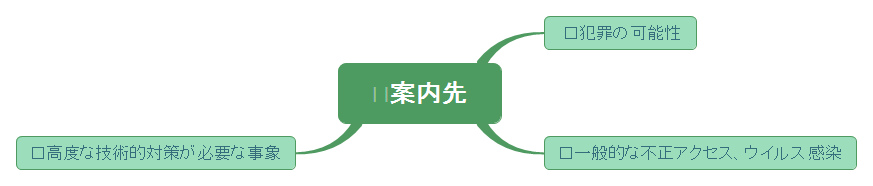 □犯罪の可能性
□□案内先
□高度な技術的対策が必要な事象
□一般的な不正アクセス、ウイルス感染